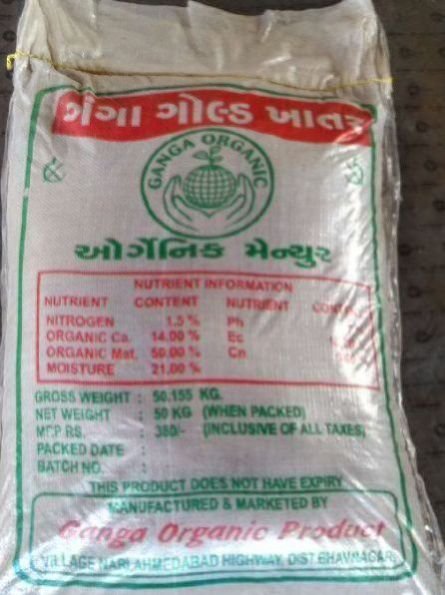 ગંગા ગોલ્ડ ખાતર
GANGA ORGANIC
ઓર્ગેનિક મેન્યુર
NUTRIENT INFORMATION
NUTRIENT CONTENT NUTRIENT
NITROGEN 1.5 % Ph
ORGANIC Ca. 14.00 % Ec
ORGANIC Mat. 50.00 % Cn
MOISTURE 21.00 %
GROSS WEIGHT : 50.155 KG.
NET WEIGHT : 50 KG (WHEN PACKED)
RS. : 380/- (INCLUSIVE OF ALL TAXES)
PACKED DATE :
BATCH NO. :
THIS PRODUCT DOES NOT HAVE EXPIRY
MANUFACTURED & MARKETED BY
Ganga Organic Product
VILLAGE NARI AHMEDABAD HIGHWAY, DIST. BHAVNAGAR